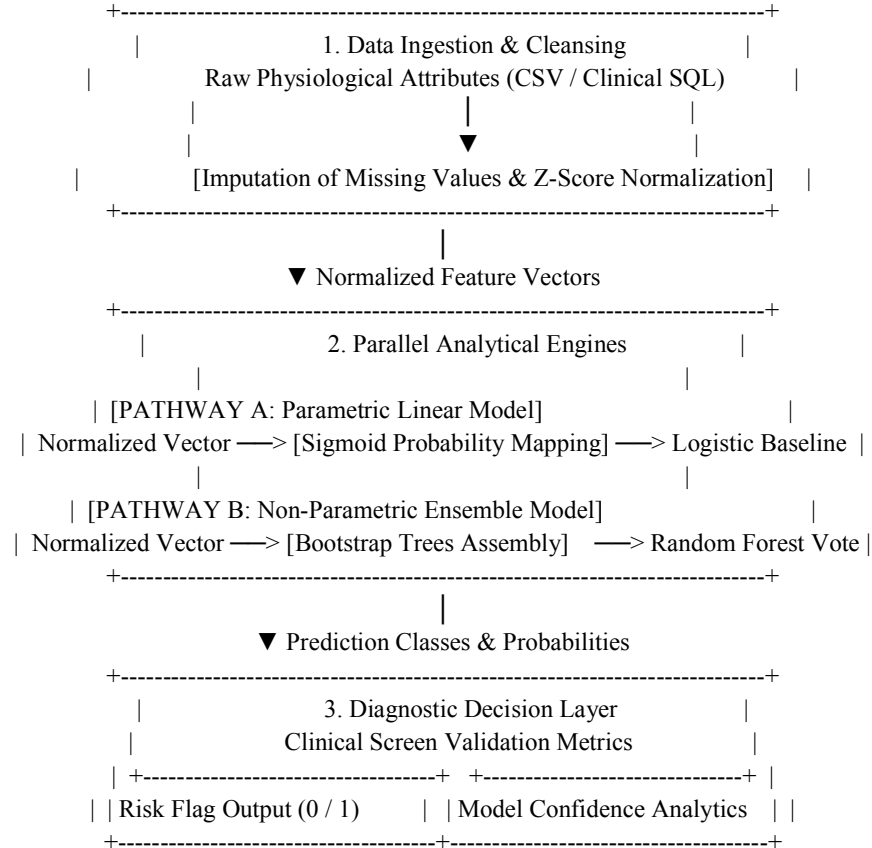 +--------------------------------------------------------------------------+
| 1. Data Ingestion & Cleansing |
| Raw Physiological Attributes (CSV / Clinical SQL) |
| │ |
| ▼ |
| [Imputation of Missing Values & Z-Score Normalization] |
+--------------------------------------------------------------------------+
│
▼ Normalized Feature Vectors
+--------------------------------------------------------------------------+
| 2. Parallel Analytical Engines |
| |
| [PATHWAY A: Parametric Linear Model] |
| Normalized Vector ──> [Sigmoid Probability Mapping] ──> Logistic Baseline |
| |
| [PATHWAY B: Non-Parametric Ensemble Model] |
| Normalized Vector ──> [Bootstrap Trees Assembly] ──> Random Forest Vote |
+--------------------------------------------------------------------------+
│
▼ Prediction Classes & Probabilities
+--------------------------------------------------------------------------+
| 3. Diagnostic Decision Layer |
| Clinical Screen Validation Metrics |
| +----------------------------------+ +------------------------------+ |
| | Risk Flag Output (0 / 1) | | Model Confidence Analytics | |
+-------------------------------------+-------------------------------------+